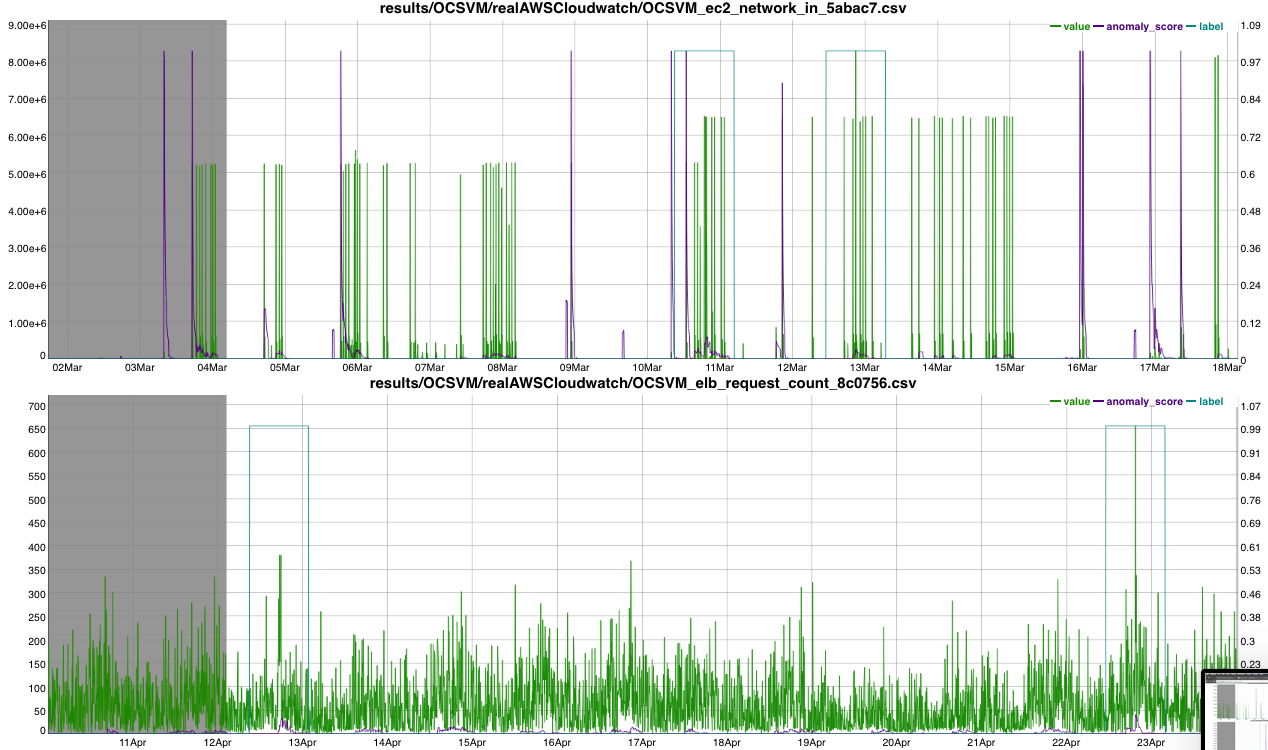 results/OCSVM/realAWSCloudwatch/OCSVM_ec2_network_in_5abac7.csv
9.00e+6 value anomaly_score label 1.09
8.00e+6 0.97
7.00e+6 0.84
6.00e+6 0.72
5.00e+6 0.6
4.00e+6 0.48
3.00e+6 0.36
2.00e+6 0.24
1.00e+6 0.12
0 0
02Mar 03Mar 04Mar 05Mar 06Mar 07Mar 08Mar 09Mar 10Mar 11Mar 12Mar 13Mar 14Mar 15Mar 16Mar 17Mar 18Mar
results/OCSVM/realAWSCloudwatch/OCSVM_elb_request_count_8c0756.csv
700 value anomaly_score label 1.07
650 0.99
600 0.91
550 0.84
500 0.76
450 0.69
400 0.61
350 0.53
300 0.46
250 0.38
200 0.3
150 0.23
100
50
0
11Apr 12Apr 13Apr 14Apr 15Apr 16Apr 17Apr 18Apr 19Apr 20Apr 21Apr 22Apr 23Apr